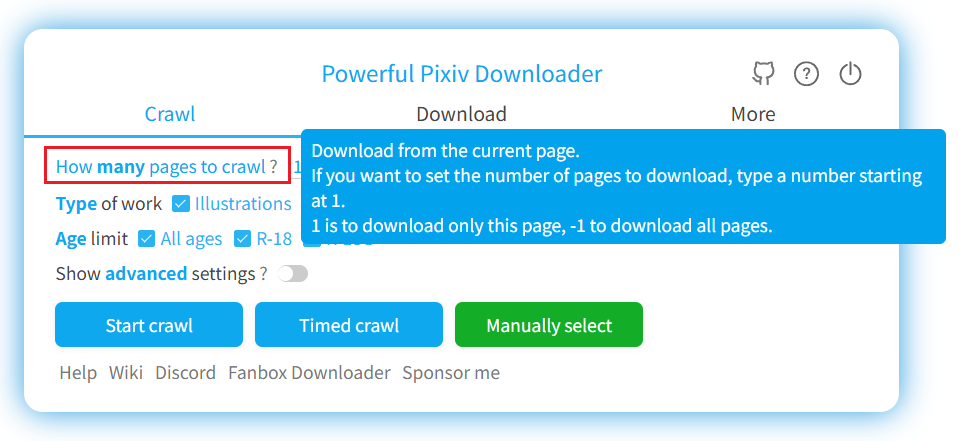 Powerful Pixiv Downloader
Crawl Download More
How many pages to crawl ? 1
Download from the current page.
If you want to set the number of pages to download, type a number starting
at 1.
1 is to download only this page, -1 to download all pages.
Type of work Illustrations
Age limit All ages R-18
Show advanced settings ?
Start crawl Timed crawl Manually select
Help Wiki Discord Fanbox Downloader Sponsor me